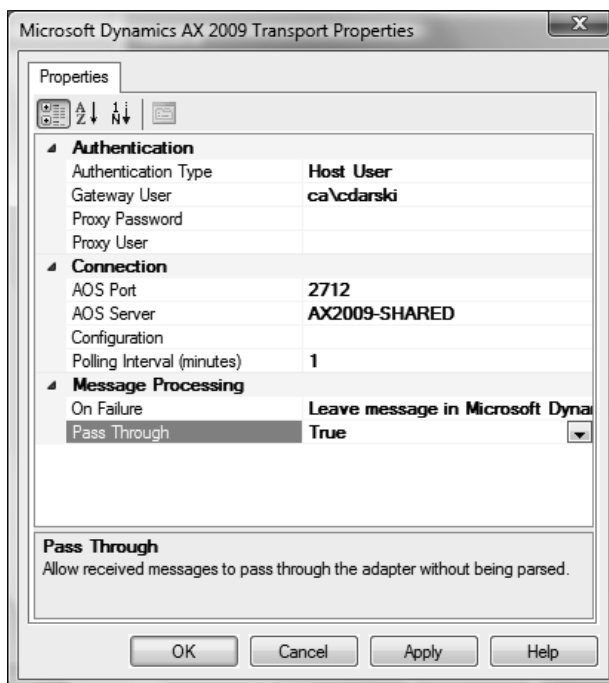 Microsoft Dynamics AX 2009 Transport Properties
Properties
Authentication
Authentication Type Host User
Gateway User ca\cdarski
Proxy Password
Proxy User
Connection
AOS Port 2712
AOS Server AX2009-SHARED
Configuration
Polling Interval (minutes) 1
Message Processing
On Failure Leave message in Microsoft Dyna
Pass Through True
Pass Through
Allow received messages to pass through the adapter without being parsed.
OK Cancel Apply Help